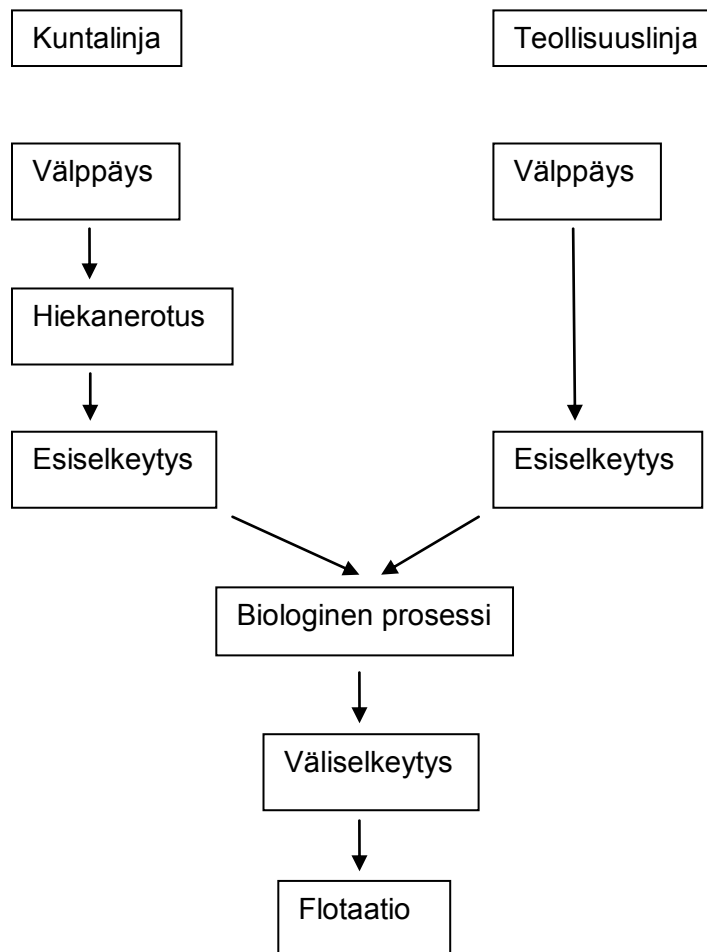 Kuntalinja
Teollisuuslinja
Välppäys
Välppäys
Hiekanerotus
Esiselkeytys
Esiselkeytys
Biologinen prosessi
Väliselkeytys
Flotaatio